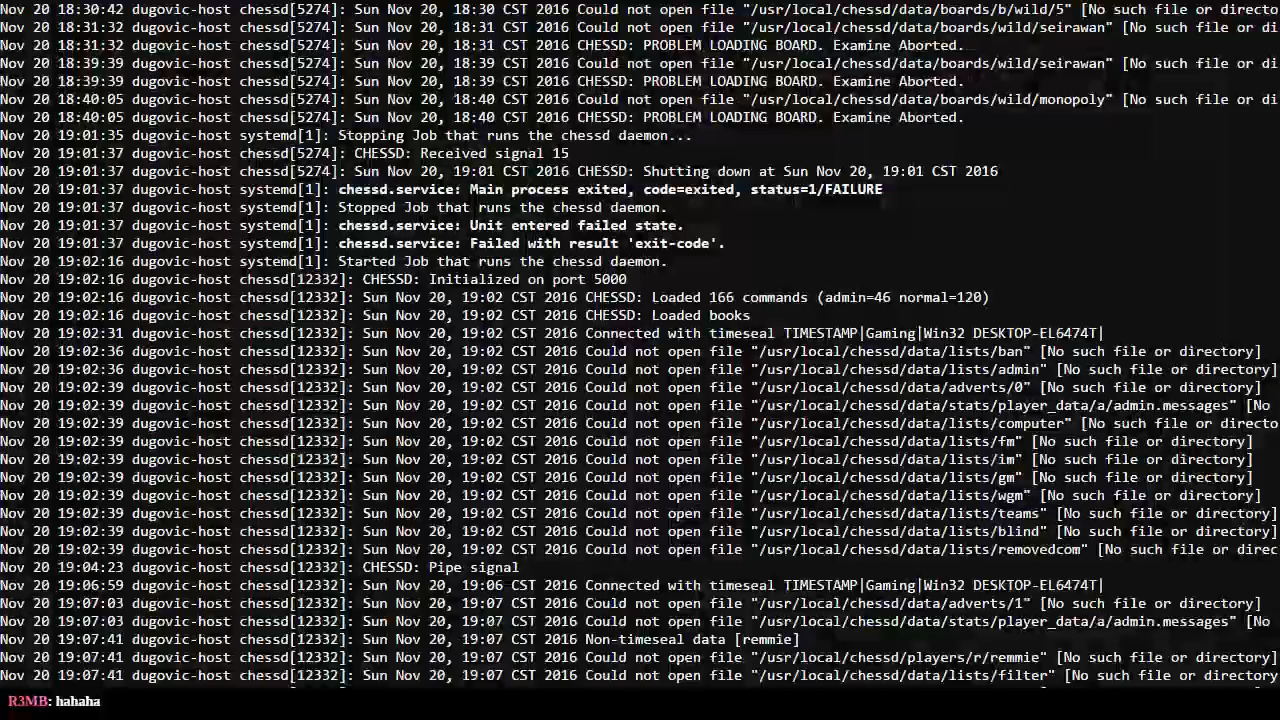 Nov 20 18:30:42 dugovic-host chessd[5274]: Sun Nov 20, 18:30 CST 2016 Could not open file "/usr/local/chessd/data/boards/b/wild/5" [No such file or directo
Nov 20 18:31:32 dugovic-host chessd[5274]: Sun Nov 20, 18:31 CST 2016 Could not open file "/usr/local/chessd/data/boards/wild/seirawan" [No such file or di
Nov 20 18:31:32 dugovic-host chessd[5274]: Sun Nov 20, 18:31 CST 2016 CHESSD: PROBLEM LOADING BOARD. Examine Aborted.
Nov 20 18:39:39 dugovic-host chessd[5274]: Sun Nov 20, 18:39 CST 2016 Could not open file "/usr/local/chessd/data/boards/wild/seirawan" [No such file or di
Nov 20 18:39:39 dugovic-host chessd[5274]: Sun Nov 20, 18:39 CST 2016 CHESSD: PROBLEM LOADING BOARD. Examine Aborted.
Nov 20 18:40:05 dugovic-host chessd[5274]: Sun Nov 20, 18:40 CST 2016 Could not open file "/usr/local/chessd/data/boards/wild/monopoly" [No such file or di
Nov 20 18:40:05 dugovic-host chessd[5274]: Sun Nov 20, 18:40 CST 2016 CHESSD: PROBLEM LOADING BOARD. Examine Aborted.
Nov 20 19:01:35 dugovic-host systemd[1]: Stopping Job that runs the chessd daemon...
Nov 20 19:01:37 dugovic-host chessd[5274]: CHESSD: Received signal 15
Nov 20 19:01:37 dugovic-host chessd[5274]: Sun Nov 20, 19:01 CST 2016 CHESSD: Shutting down at Sun Nov 20, 19:01 CST 2016
Nov 20 19:01:37 dugovic-host systemd[1]: chessd.service: Main process exited, code=exited, status=1/FAILURE
Nov 20 19:01:37 dugovic-host systemd[1]: Stopped Job that runs the chessd daemon.
Nov 20 19:01:37 dugovic-host systemd[1]: chessd.service: Unit entered failed state.
Nov 20 19:01:37 dugovic-host systemd[1]: chessd.service: Failed with result 'exit-code'.
Nov 20 19:01:37 dugovic-host systemd[1]: Started Job that runs the chessd daemon.
Nov 20 19:02:16 dugovic-host chessd[12332]: CHESSD: Initialized on port 5000
Nov 20 19:02:16 dugovic-host chessd[12332]: Sun Nov 20, 19:02 CST 2016 CHESSD: Loaded 166 commands (admin=46 normal=120)
Nov 20 19:02:16 dugovic-host chessd[12332]: Sun Nov 20, 19:02 CST 2016 CHESSD: Loaded books
Nov 20 19:02:31 dugovic-host chessd[12332]: Sun Nov 20, 19:02 CST 2016 Connected with timeseal TIMESTAMP|Gaming|Win32 DESKTOP-EL6474T|
Nov 20 19:02:36 dugovic-host chessd[12332]: Sun Nov 20, 19:02 CST 2016 Could not open file "/usr/local/chessd/data/lists/ban" [No such file or directory]
Nov 20 19:02:36 dugovic-host chessd[12332]: Sun Nov 20, 19:02 CST 2016 Could not open file "/usr/local/chessd/data/lists/admin" [No such file or directory]
Nov 20 19:02:39 dugovic-host chessd[12332]: Sun Nov 20, 19:02 CST 2016 Could not open file "/usr/local/chessd/data/adverts/0" [No such file or directory]
Nov 20 19:02:39 dugovic-host chessd[12332]: Sun Nov 20, 19:02 CST 2016 Could not open file "/usr/local/chessd/data/stats/player_data/a/admin.messages" [No
Nov 20 19:02:39 dugovic-host chessd[12332]: Sun Nov 20, 19:02 CST 2016 Could not open file "/usr/local/chessd/data/lists/computer" [No such file or directo
Nov 20 19:02:39 dugovic-host chessd[12332]: Sun Nov 20, 19:02 CST 2016 Could not open file "/usr/local/chessd/data/lists/fm" [No such file or directory]
Nov 20 19:02:39 dugovic-host chessd[12332]: Sun Nov 20, 19:02 CST 2016 Could not open file "/usr/local/chessd/data/lists/im" [No such file or directory]
Nov 20 19:02:39 dugovic-host chessd[12332]: Sun Nov 20, 19:02 CST 2016 Could not open file "/usr/local/chessd/data/lists/gm" [No such file or directory]
Nov 20 19:02:39 dugovic-host chessd[12332]: Sun Nov 20, 19:02 CST 2016 Could not open file "/usr/local/chessd/data/lists/wgm" [No such file or directory]
Nov 20 19:02:39 dugovic-host chessd[12332]: Sun Nov 20, 19:02 CST 2016 Could not open file "/usr/local/chessd/data/lists/teams" [No such file or directory]
Nov 20 19:02:39 dugovic-host chessd[12332]: Sun Nov 20, 19:02 CST 2016 Could not open file "/usr/local/chessd/data/lists/blind" [No such file or directory]
Nov 20 19:02:39 dugovic-host chessd[12332]: Sun Nov 20, 19:02 CST 2016 Could not open file "/usr/local/chessd/data/lists/removedcom" [No such file or direc
Nov 20 19:04:23 dugovic-host chessd[12332]: CHESSD: Pipe signal
Nov 20 19:06:59 dugovic-host chessd[12332]: Sun Nov 20, 19:06 CST 2016 Connected with timeseal TIMESTAMP|Gaming|Win32 DESKTOP-EL6474T|
Nov 20 19:07:03 dugovic-host chessd[12332]: Sun Nov 20, 19:07 CST 2016 Could not open file "/usr/local/chessd/data/adverts/1" [No such file or directory]
Nov 20 19:07:03 dugovic-host chessd[12332]: Sun Nov 20, 19:07 CST 2016 Could not open file "/usr/local/chessd/data/stats/player_data/a/admin.messages" [No
Nov 20 19:07:41 dugovic-host chessd[12332]: Sun Nov 20, 19:07 CST 2016 Non-timeseal data [remmie]
Nov 20 19:07:41 dugovic-host chessd[12332]: Sun Nov 20, 19:07 CST 2016 Could not open file "/usr/local/chessd/players/r/remmie" [No such file or directory]
Nov 20 19:07:41 dugovic-host chessd[12332]: Sun Nov 20, 19:07 CST 2016 Could not open file "/usr/local/chessd/data/lists/filter" [No such file or directory
R3MB: hahaha